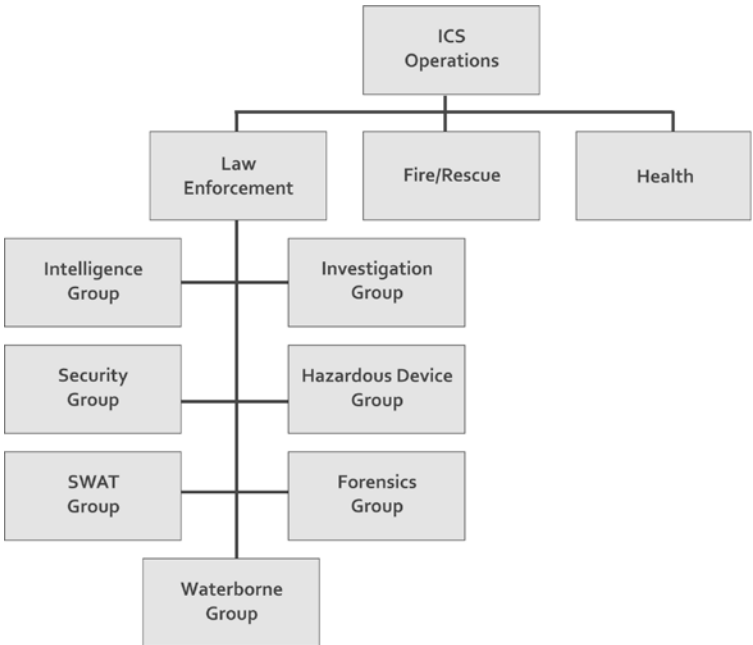 ICS
Operations
Law
Enforcement
Fire/Rescue
Health
Intelligence
Group
Investigation
Group
Security
Group
Hazardous Device
Group
SWAT
Group
Forensics
Group
Waterborne
Group